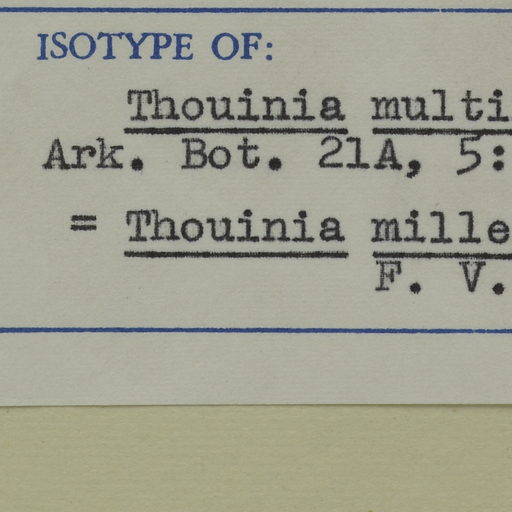 ISOTYPE OF:
Thouinia multi
Ark. Bot. 21A, 5:
= Thouinia mille
F. V.